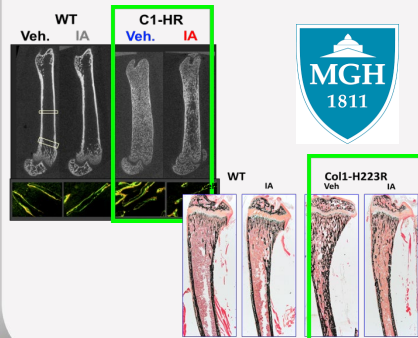 WT C1-HR
Veh. IA Veh. IA
MGH
1811
WT Col1-H223R
IA Veh IA